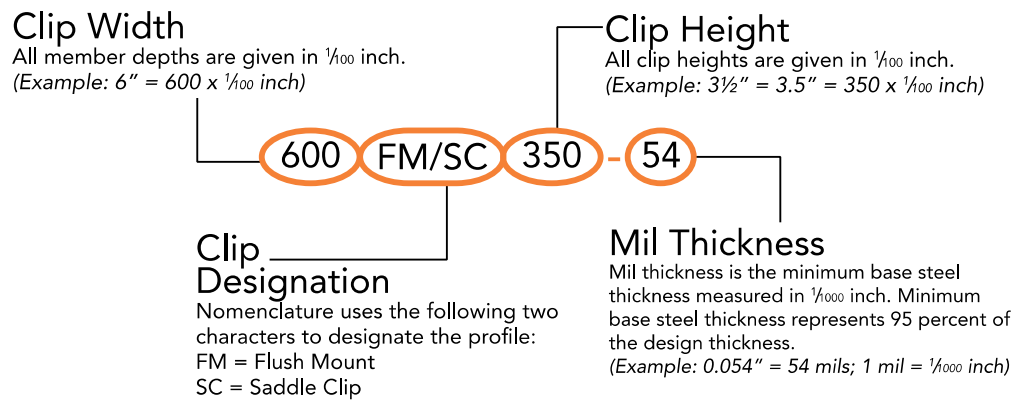 Clip Width
All member depths are given in 1/100 inch.
(Example: 6” = 600 x 1/100 inch)
Clip Height
All clip heights are given in 1/100 inch.
(Example: 3½” = 3.5” = 350 x 1/100 inch)
600 FM/SC 350 - 54
Clip
Designation
Nomenclature uses the following two
characters to designate the profile:
FM = Flush Mount
SC = Saddle Clip
Mil Thickness
Mil thickness is the minimum base steel
thickness measured in 1/1000 inch. Minimum
base steel thickness represents 95 percent of
the design thickness.
(Example: 0.054” = 54 mils; 1 mil = 1/1000 inch)